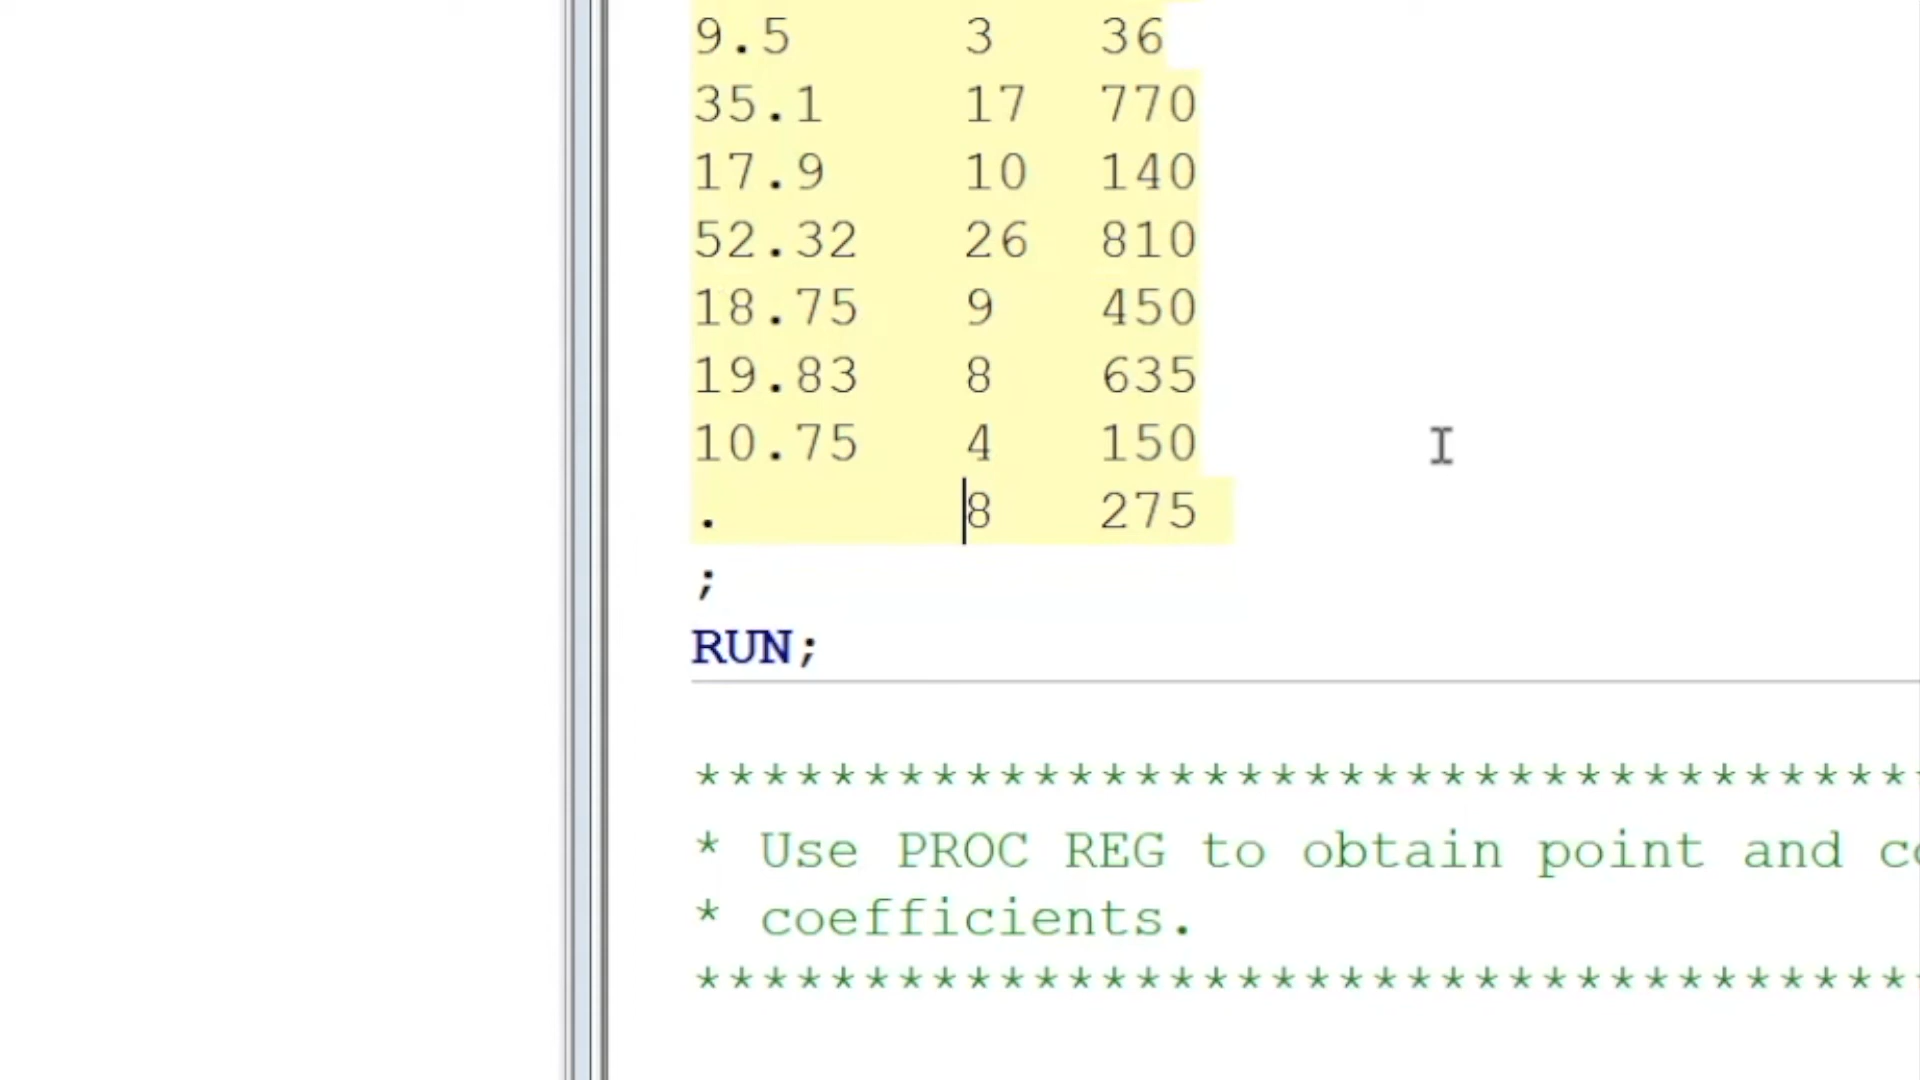 9.5 3 36
35.1 17 770
17.9 10 140
52.32 26 810
18.75 9 450
19.83 8 635
10.75 4 150
. 8 275
;
RUN;
************************************
* Use PROC REG to obtain point and
* coefficients.
************************************